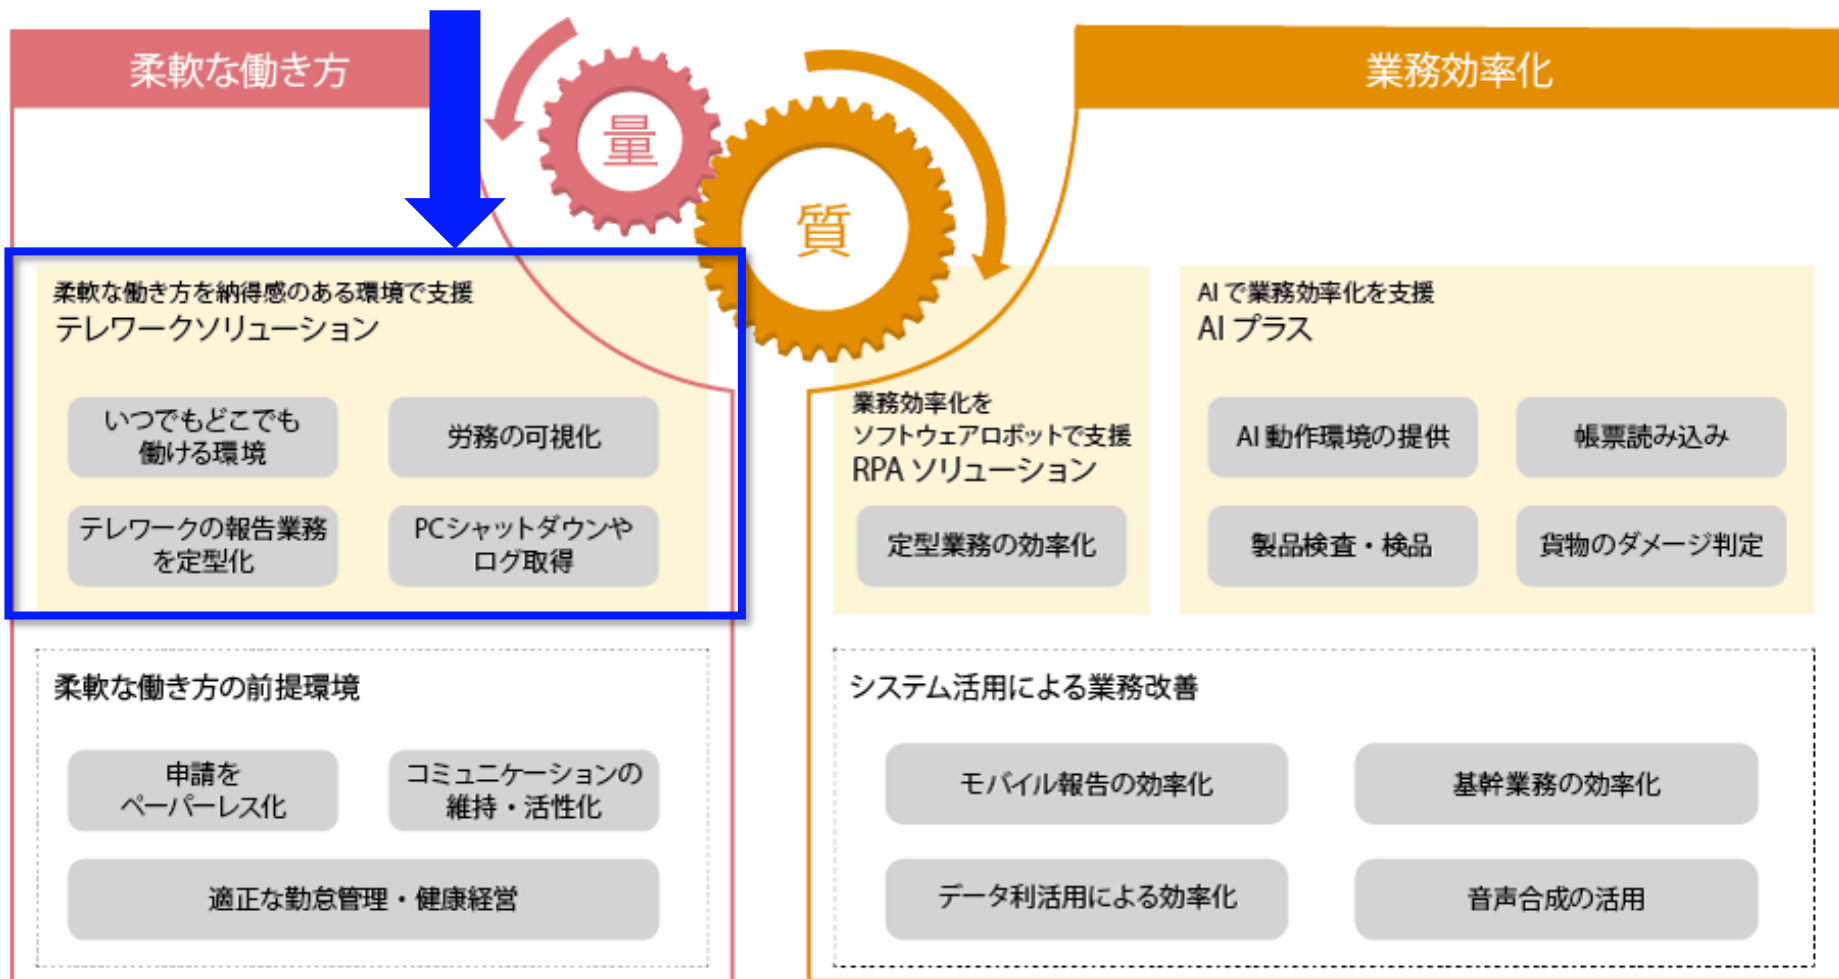 柔軟な働き方
量
質
業務効率化
柔軟な働き方を納得感のある環境で支援
テレワークソリューション
いつでもどこでも
働ける環境
労務の可視化
テレワークの報告業務
を定型化
PCシャットダウンや
ログ取得
柔軟な働き方の前提環境
申請を
ペーパーレス化
コミュニケーションの
維持・活性化
適正な勤怠管理・健康経営
業務効率化を
ソフトウェアロボットで支援
RPA ソリューション
定型業務の効率化
AI で業務効率化を支援
AI プラス
AI 動作環境の提供
帳票読み込み
製品検査・検品
貨物のダメージ判定
システム活用による業務改善
モバイル報告の効率化
基幹業務の効率化
データ利活用による効率化
音声合成の活用